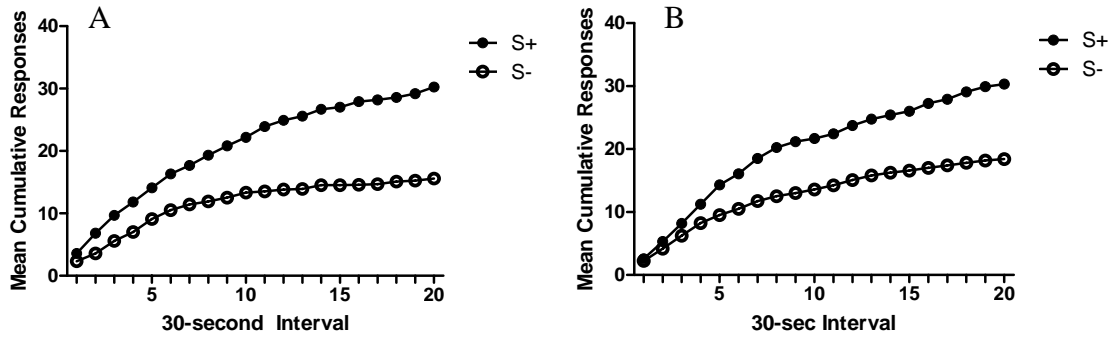 A
Mean Cumulative Responses
40
30
20
10
0
5 10 15 20
30-second Interval
S+
S-
B
Mean Cumulative Responses
40
30
20
10
0
5 10 15 20
30-sec Interval
S+
S-